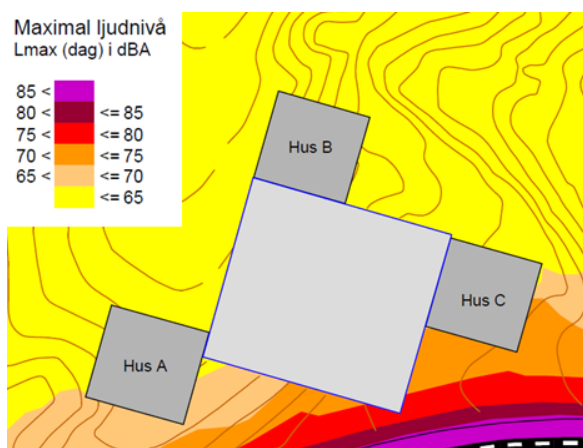 Maximal ljudnivå
Lmax (dag) i dBA
85 <
80 < <= 85
75 < <= 80
70 < <= 75
65 < <= 70
<= 65
Hus B
Hus C
Hus A